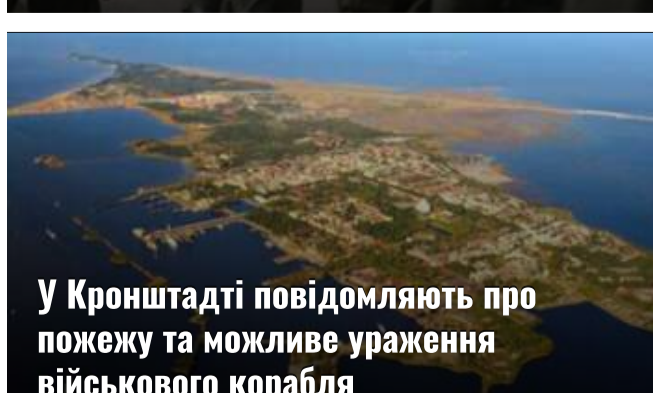 У Кронштадті повідомляють про
пожежу та можливе ураження
військового корабля